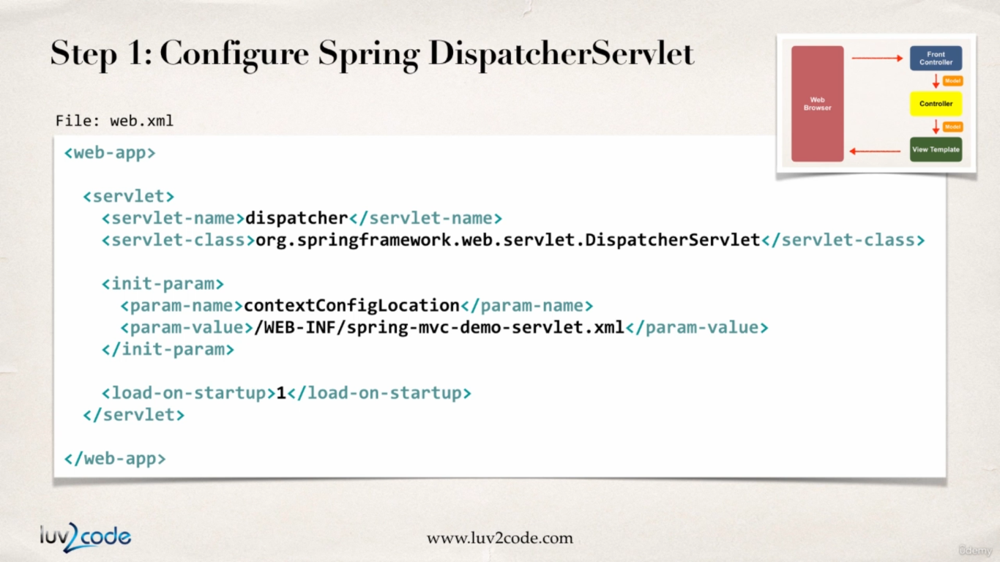 Step 1: Configure Spring DispatcherServlet
Front
Controller
Model
Web
Browser
Controller
Model
View Template
File: web.xml
<web-app>
<servlet>
<servlet-name>dispatcher</servlet-name>
<servlet-class>org.springframework.web.servlet.DispatcherServlet</servlet-class>
<init-param>
<param-name>contextConfigLocation</param-name>
<param-value>/WEB-INF/spring-mvc-demo-servlet.xml</param-value>
</init-param>
<load-on-startup>1</load-on-startup>
</servlet>
</web-app>
luv2code
www.luv2code.com
ûdemy